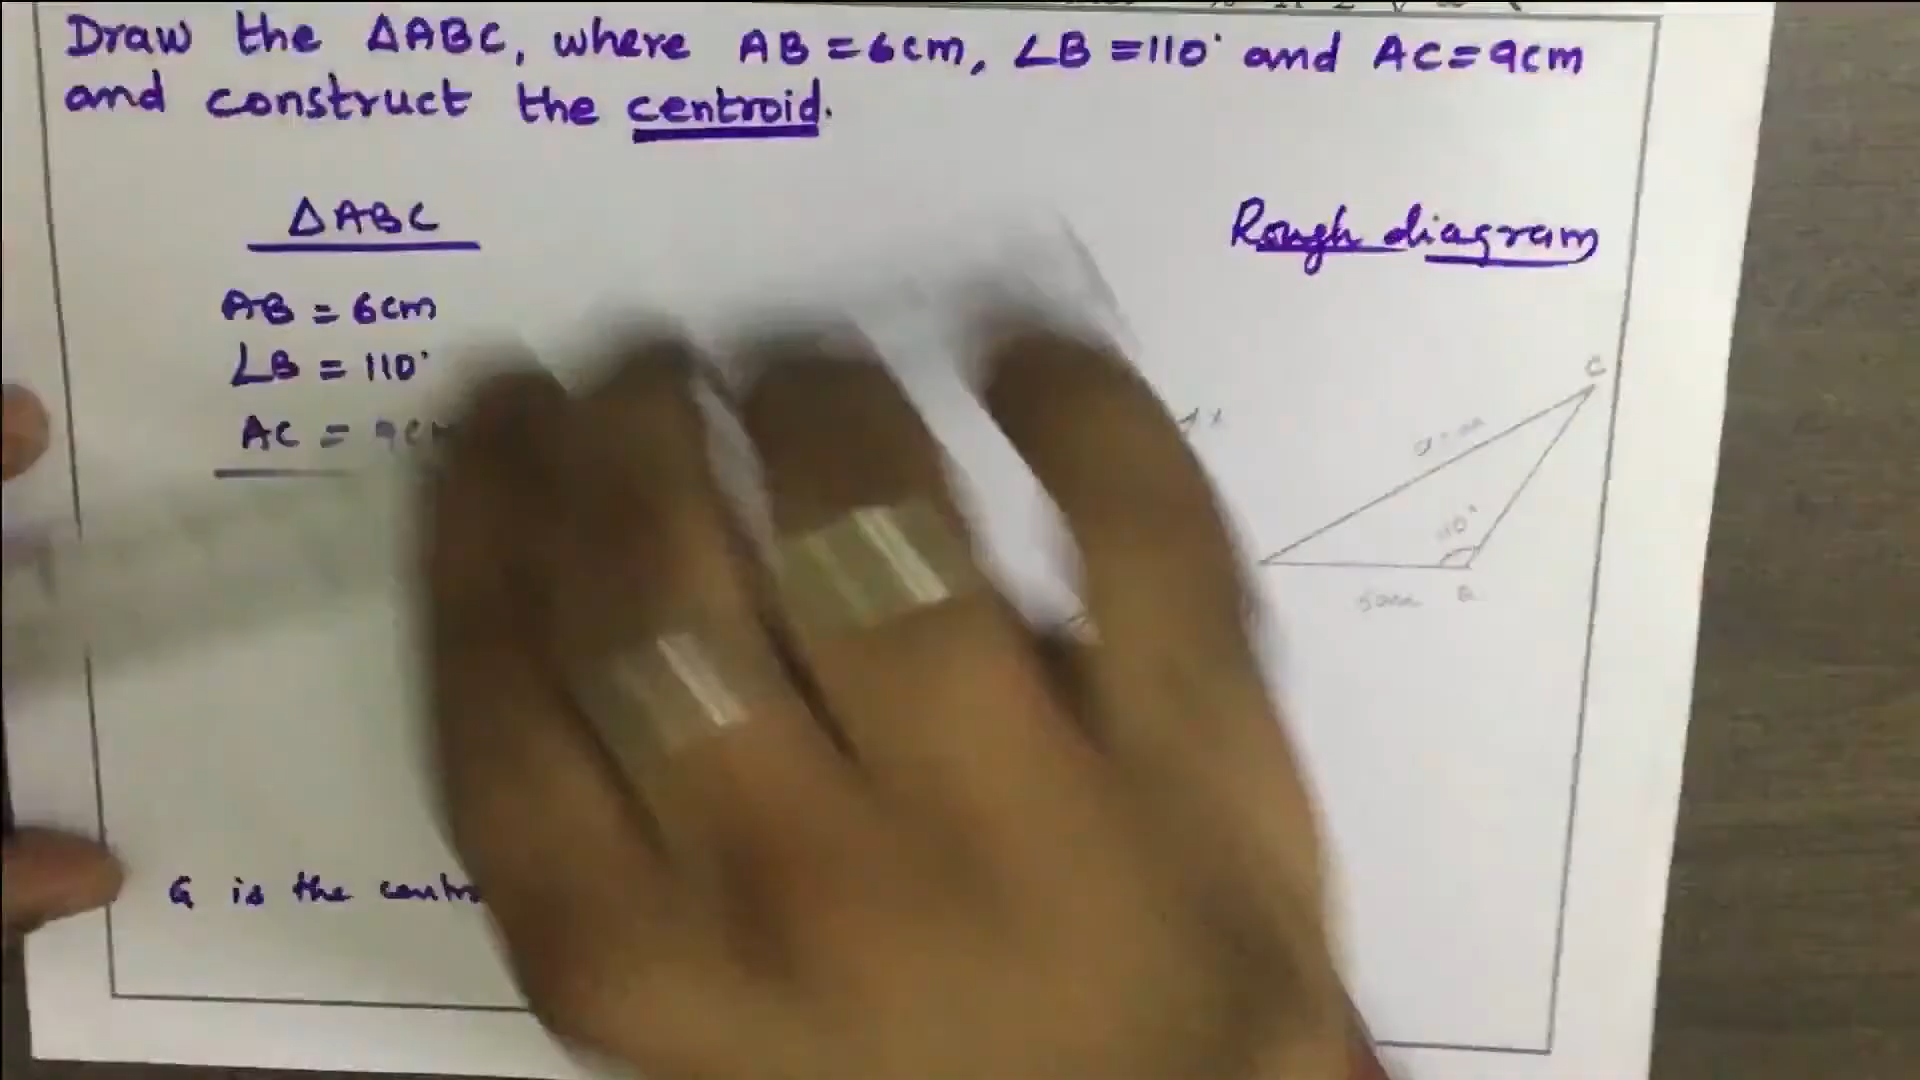 Draw the ΔABC, where AB = 6cm, ∠B = 110° and AC = 9cm
and construct the centroid.
ΔABC
Rough diagram
AB = 6cm
∠B = 110°
AC = 9cm
C
x
110°
B
G is the